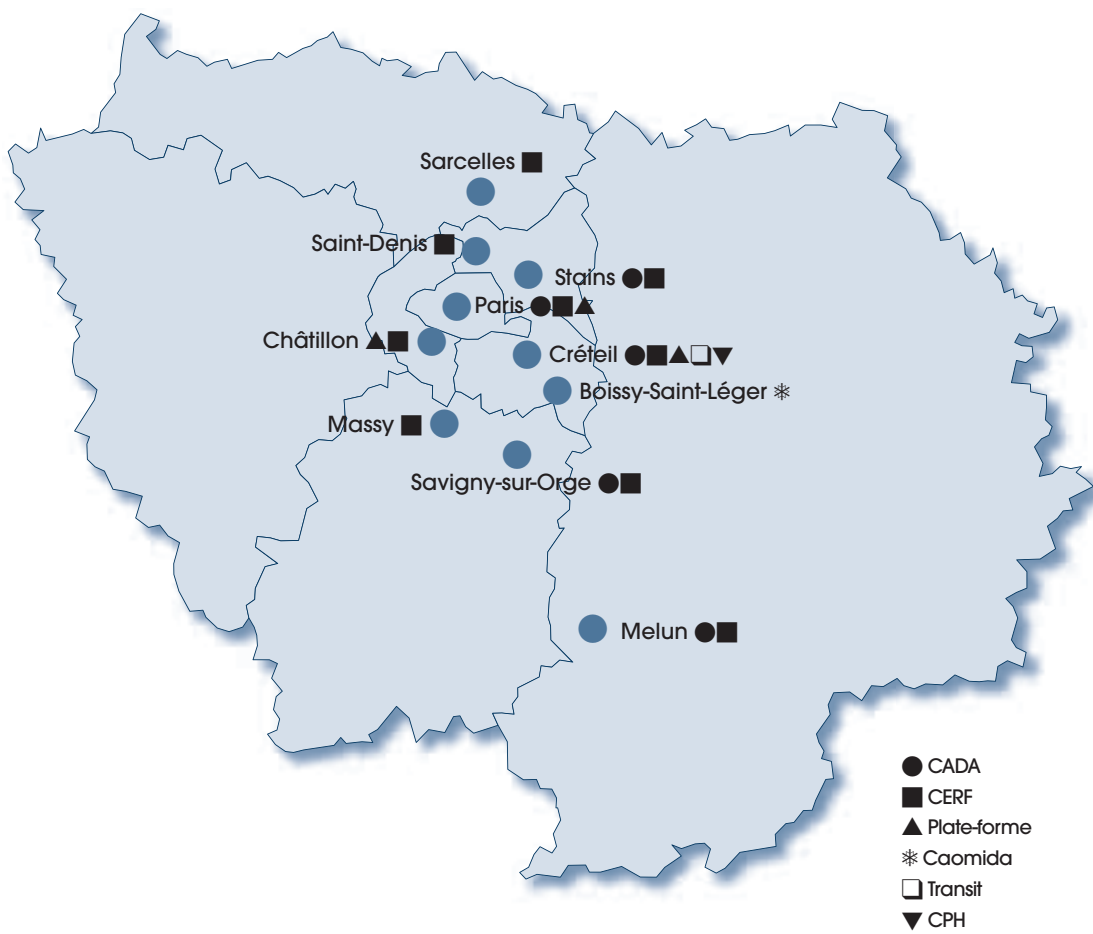 Sarcelles
Saint-Denis
Stains
Paris
Châtillon
Créteil
Boissy-Saint-Léger
Massy
Savigny-sur-Orge
Melun
CADA
CERF
Plate-forme
Caomida
Transit
CPH